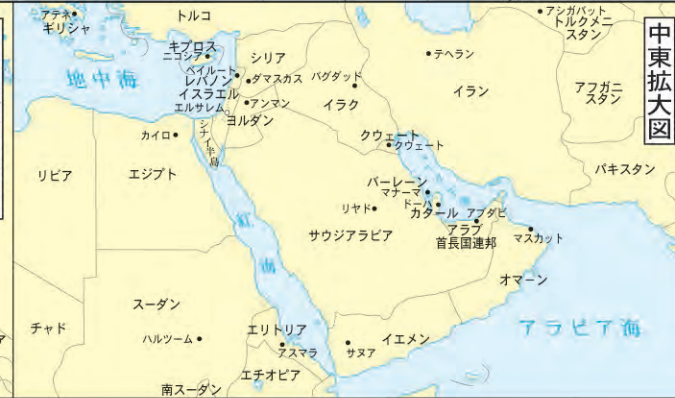 中東拡大図
アテネ
ギリシャ
トルコ
アシガバット
トルクメニ
スタン
キプロス
ニコシア
シリア
テヘラン
地中海
ベイルート
レバノン
ダマスカス
バグダッド
イスラエル
エルサレム
アンマン
イラク
イラン
アフガニ
スタン
ヨルダン
カイロ
シナイ半島
クウェート
クウェート
リビア
エジプト
パキスタン
バーレーン
マナーマ
リヤド
ドーハ
カタール
アブダビ
紅海
サウジアラビア
アラブ
首長国連邦
マスカット
オマーン
スーダン
チャド
エリトリア
イエメン
アラビア海
ハルツーム
アスマラ
サヌア
エチオピア
南スーダン